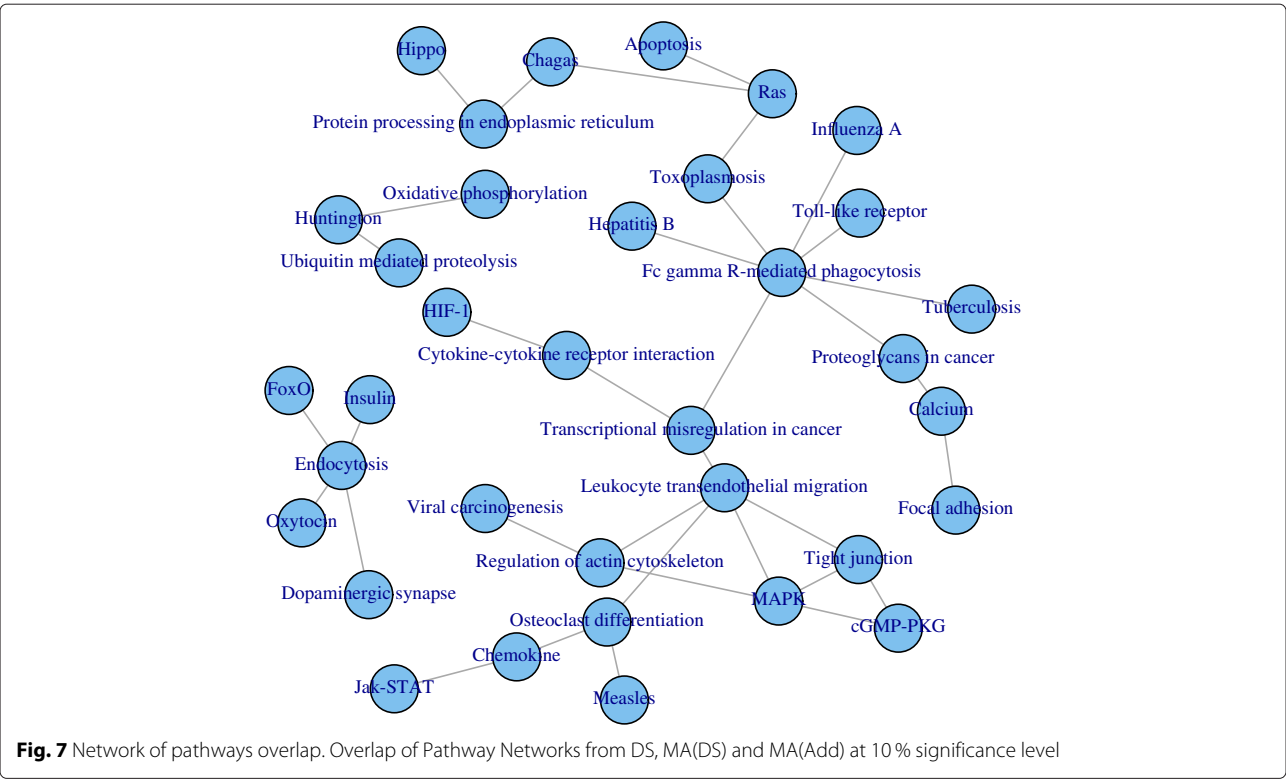 Hippo
Chagas
Apoptosis
Ras
Protein processing in endoplasmic reticulum
Influenza A
Toxoplasmosis
Oxidative phosphorylation
Huntington
Hepatitis B
Toll-like receptor
Ubiquitin mediated proteolysis
Fc gamma R-mediated phagocytosis
HIF-1
Tuberculosis
Cytokine-cytokine receptor interaction
Proteoglycans in cancer
FoxO
Insulin
Calcium
Transcriptional misregulation in cancer
Endocytosis
Leukocyte transendothelial migration
Viral carcinogenesis
Focal adhesion
Oxytocin
Regulation of actin cytoskeleton
Tight junction
Dopaminergic synapse
MAPK
Osteoclast differentiation
cGMP-PKG
Chemokine
Jak-STAT
Measles
Fig. 7 Network of pathways overlap. Overlap of Pathway Networks from DS, MA(DS) and MA(Add) at 10 % significance level